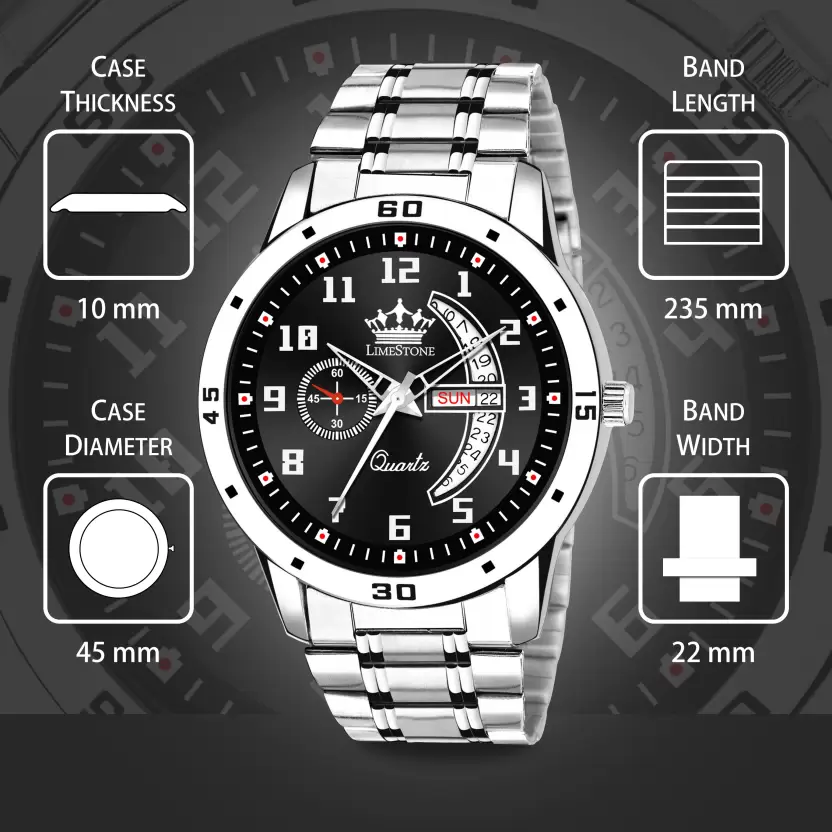 CASE
THICKNESS
10 mm
BAND
LENGTH
235 mm
CASE
DIAMETER
45 mm
BAND
WIDTH
22 mm
60
12
11
1
10
2
LIMESTONE
60
45
15
30
9
3
SUN 22
45
15
Quartz
8
4
7
5
6
30